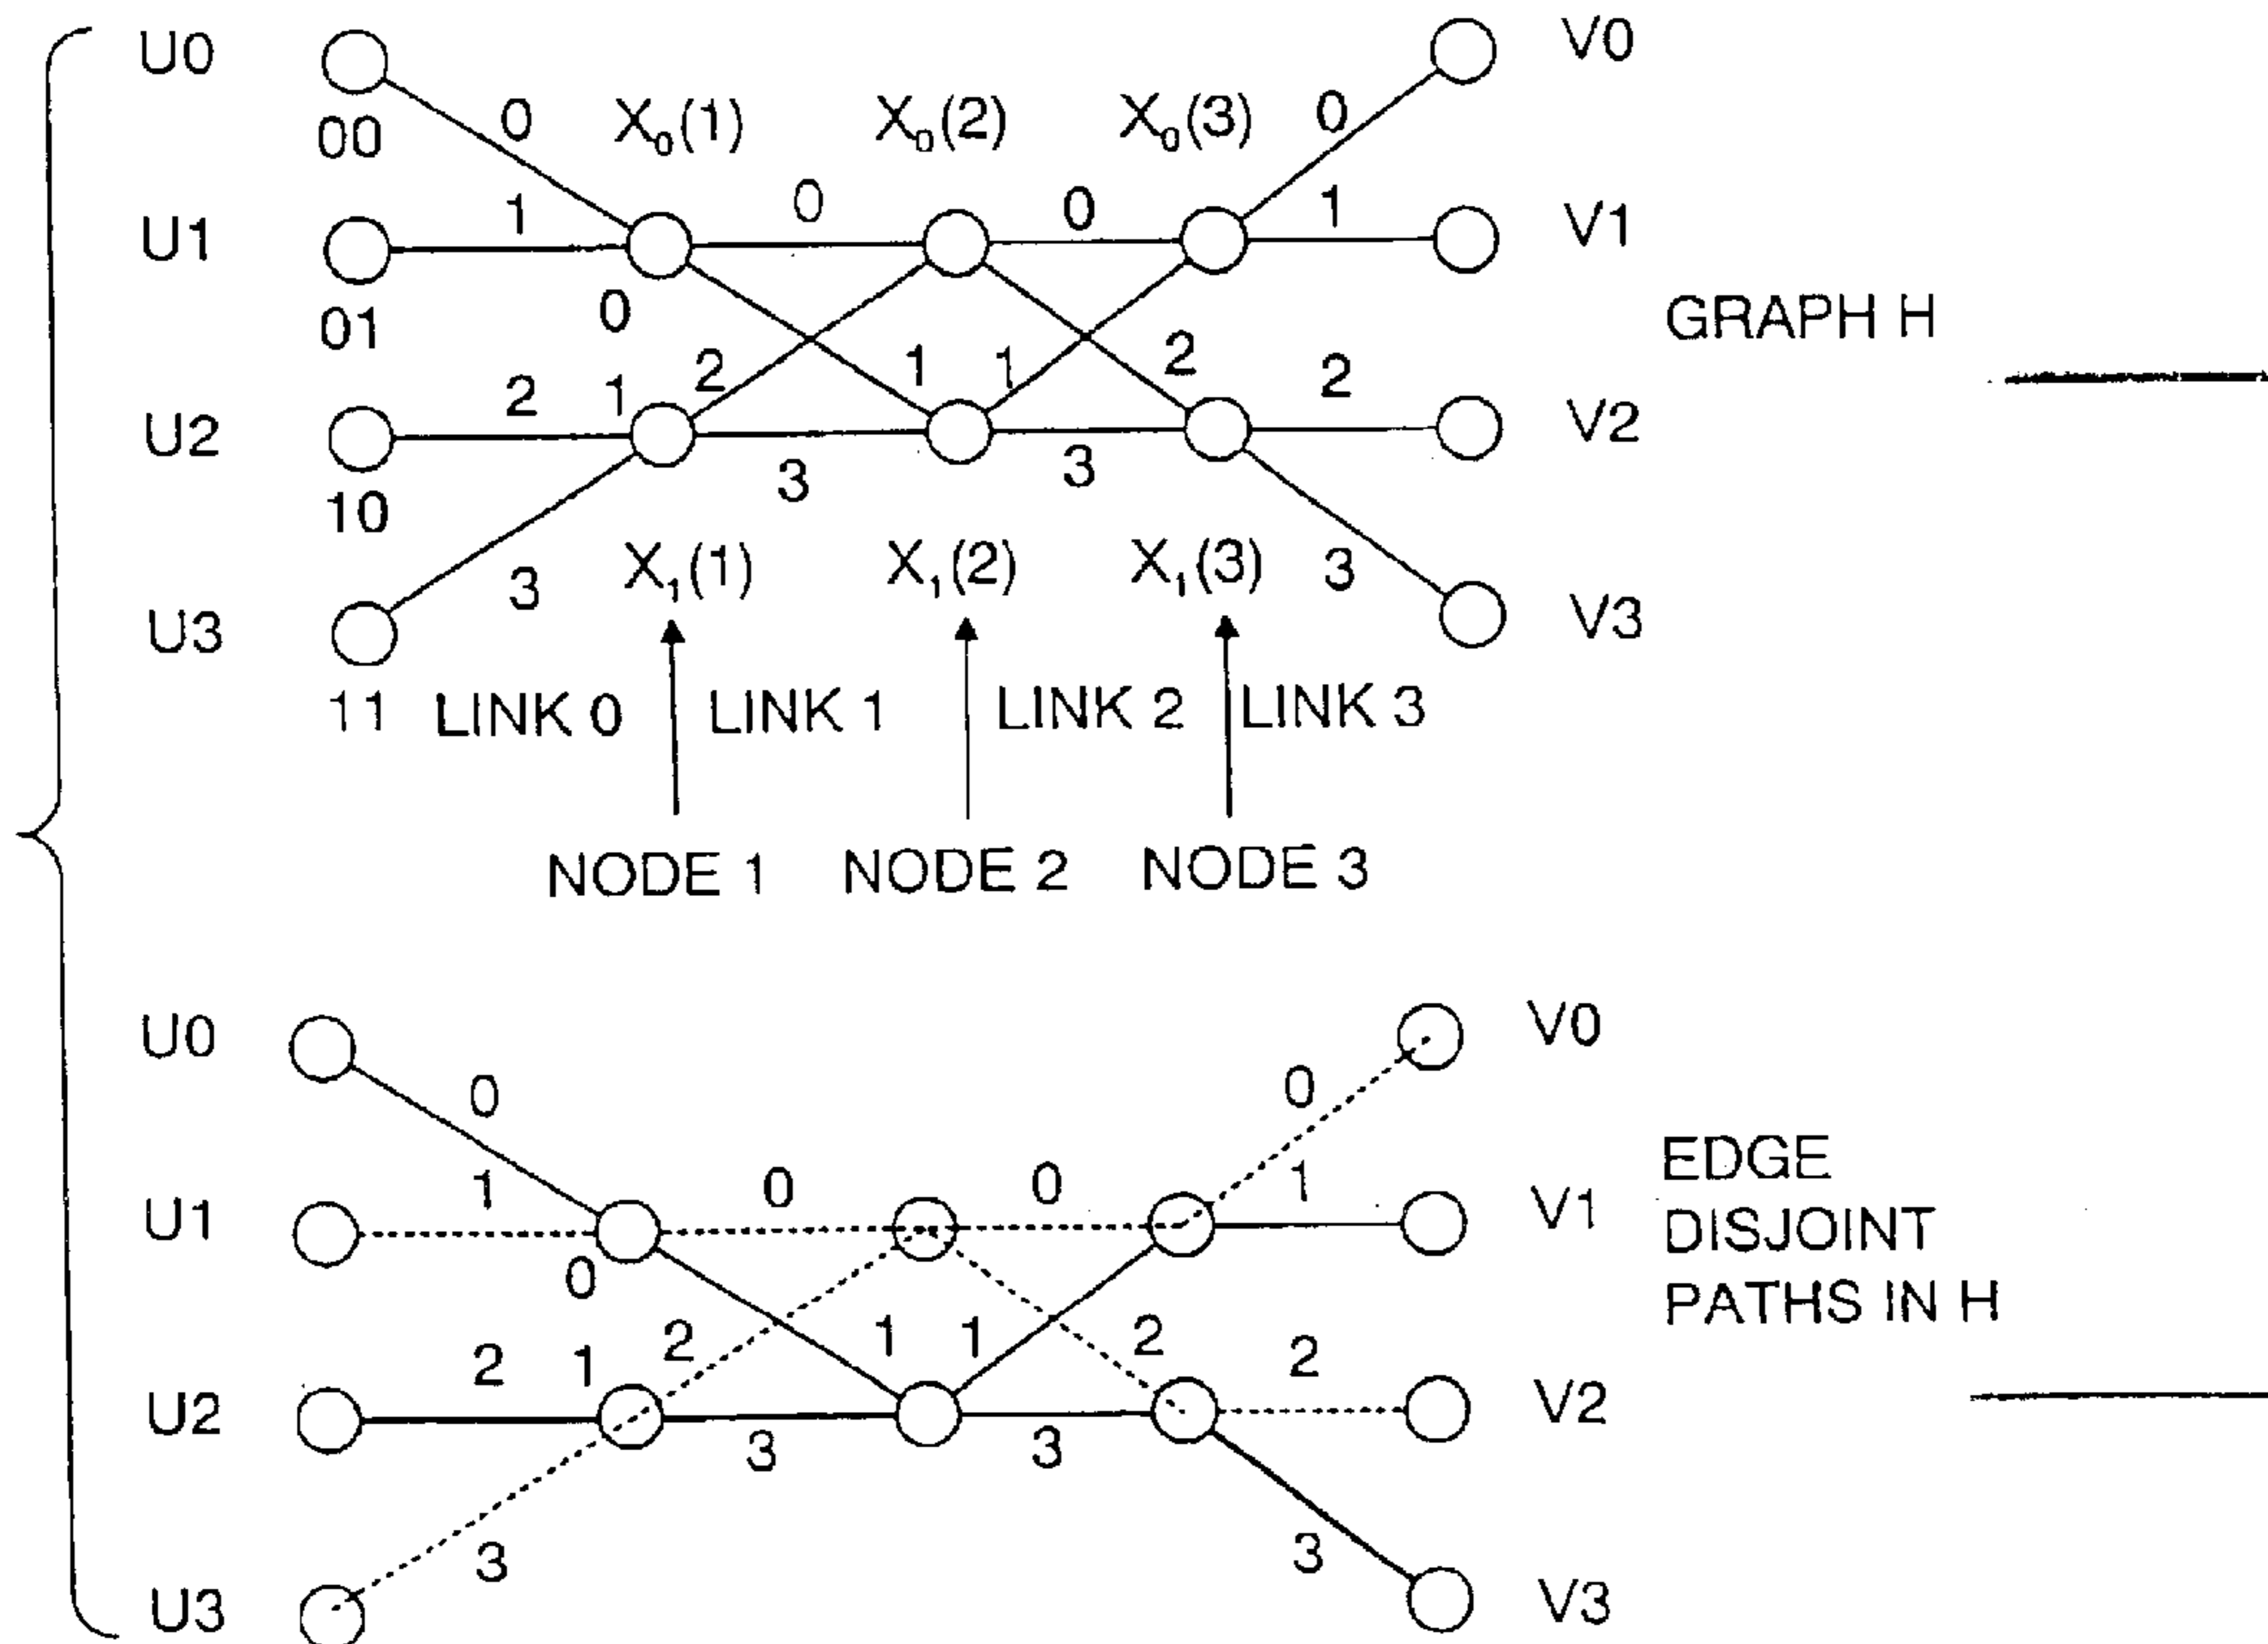 U0 V0
0 X₀(1) X₀(2) X₀(3) 0
00
U1 1 0 0 1 V1
01 0 GRAPH H
2 1 1 2
U2 2 1 3 3 2 V2
10
3 X₁(1) X₁(2) X₁(3) 3
U3 V3
11 LINK 0 LINK 1 LINK 2 LINK 3
NODE 1 NODE 2 NODE 3
U0 V0
0 0
U1 1 0 0 1 V1
0
EDGE
DISJOINT
PATHS IN H
2 1 1 2
U2 2 1 3 3 2 V2
3 3
U3 V3